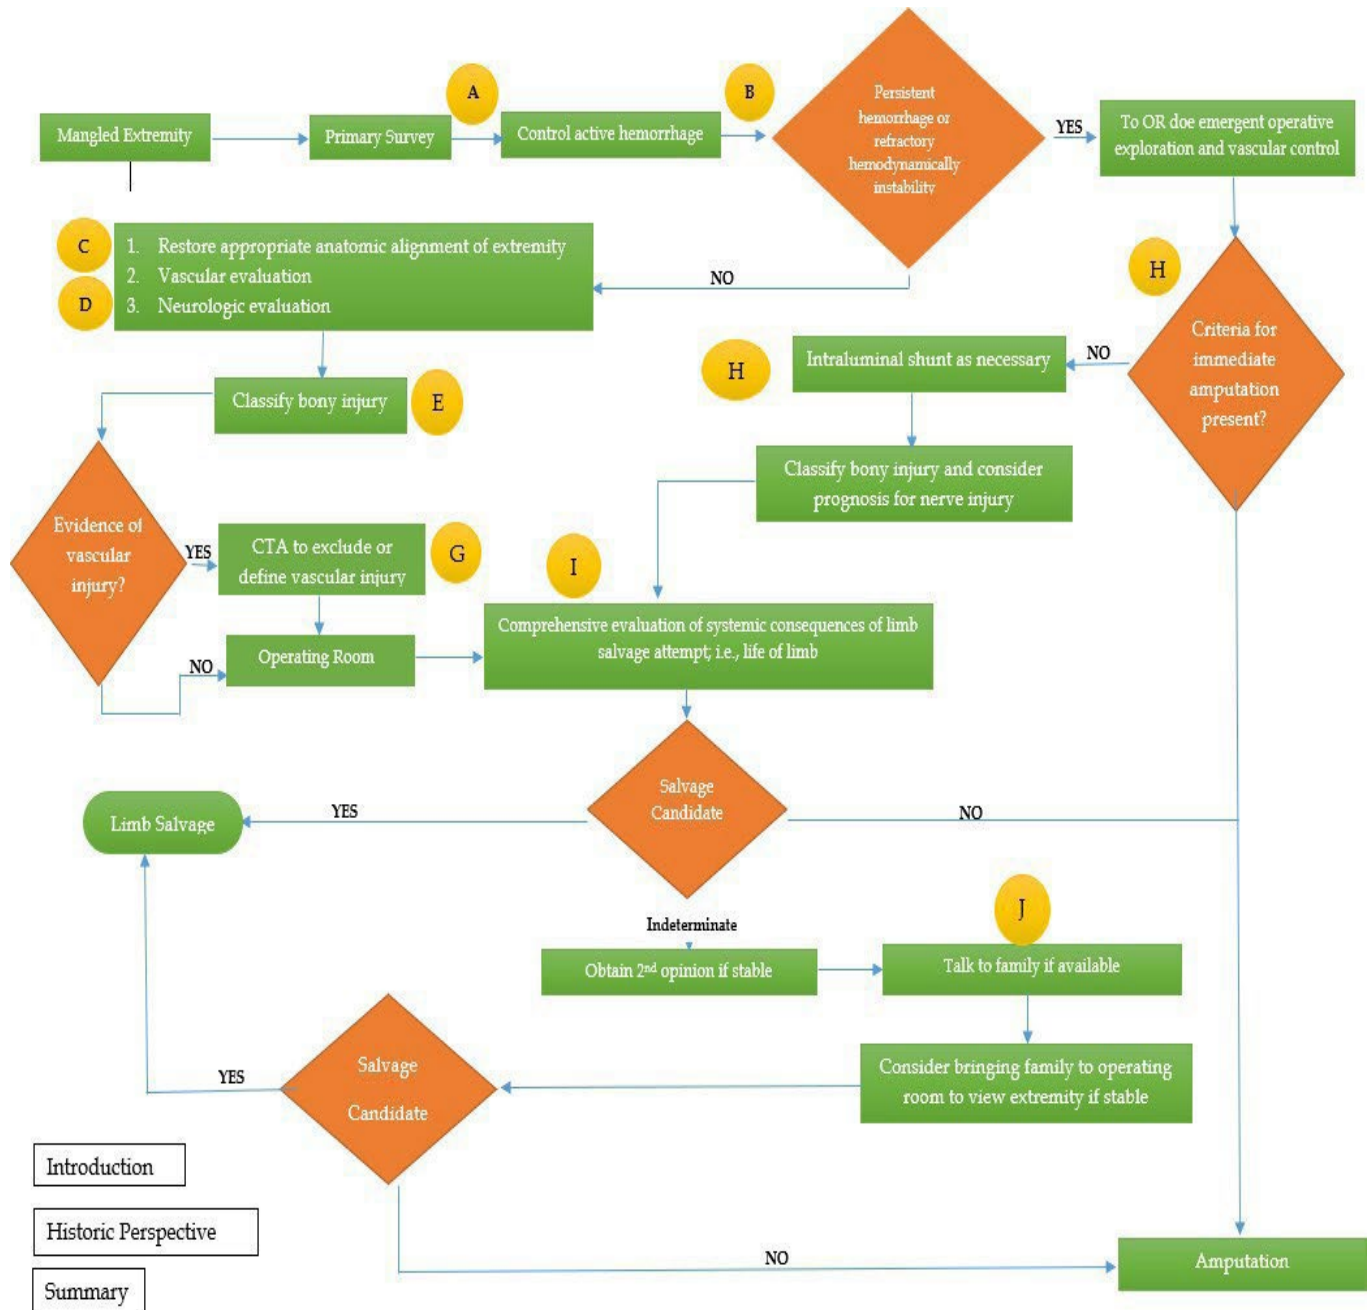 A
B
Mangled Extremity
Primary Survey
Control active hemorrhage
Persistent
hemorrhage or
refractory
hemodynamically
instability
YES
To OR doe emergent operative
exploration and vascular control
C
D
1. Restore appropriate anatomic alignment of extremity
2. Vascular evaluation
3. Neurologic evaluation
NO
H
Criteria for
immediate
amputation
present?
NO
H
Intraluminal shunt as necessary
Classify bony injury
E
Classify bony injury and consider
prognosis for nerve injury
Evidence of
vascular
injury?
YES
CTA to exclude or
define vascular injury
G
I
NO
Operating Room
Comprehensive evaluation of systemic consequences of limb
salvage attempt; i.e., life of limb
Salvage
Candidate
YES
Limb Salvage
NO
Indeterminate
J
Obtain 2nd opinion if stable
Talk to family if available
Consider bringing family to operating
room to view extremity if stable
Salvage
Candidate
YES
NO
Amputation
Introduction
Historic Perspective
Summary